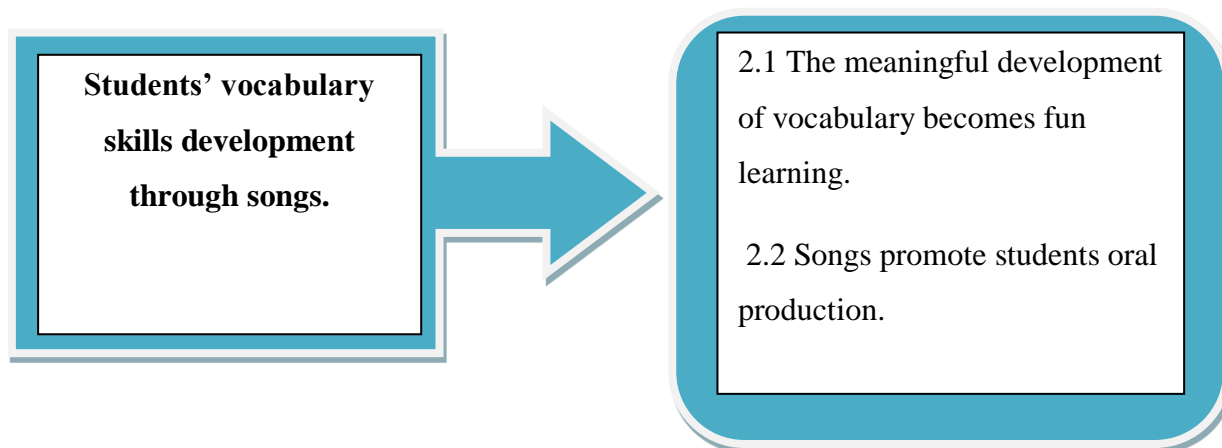 Students’ vocabulary
skills development
through songs.
2.1 The meaningful development
of vocabulary becomes fun
learning.
2.2 Songs promote students oral
production.